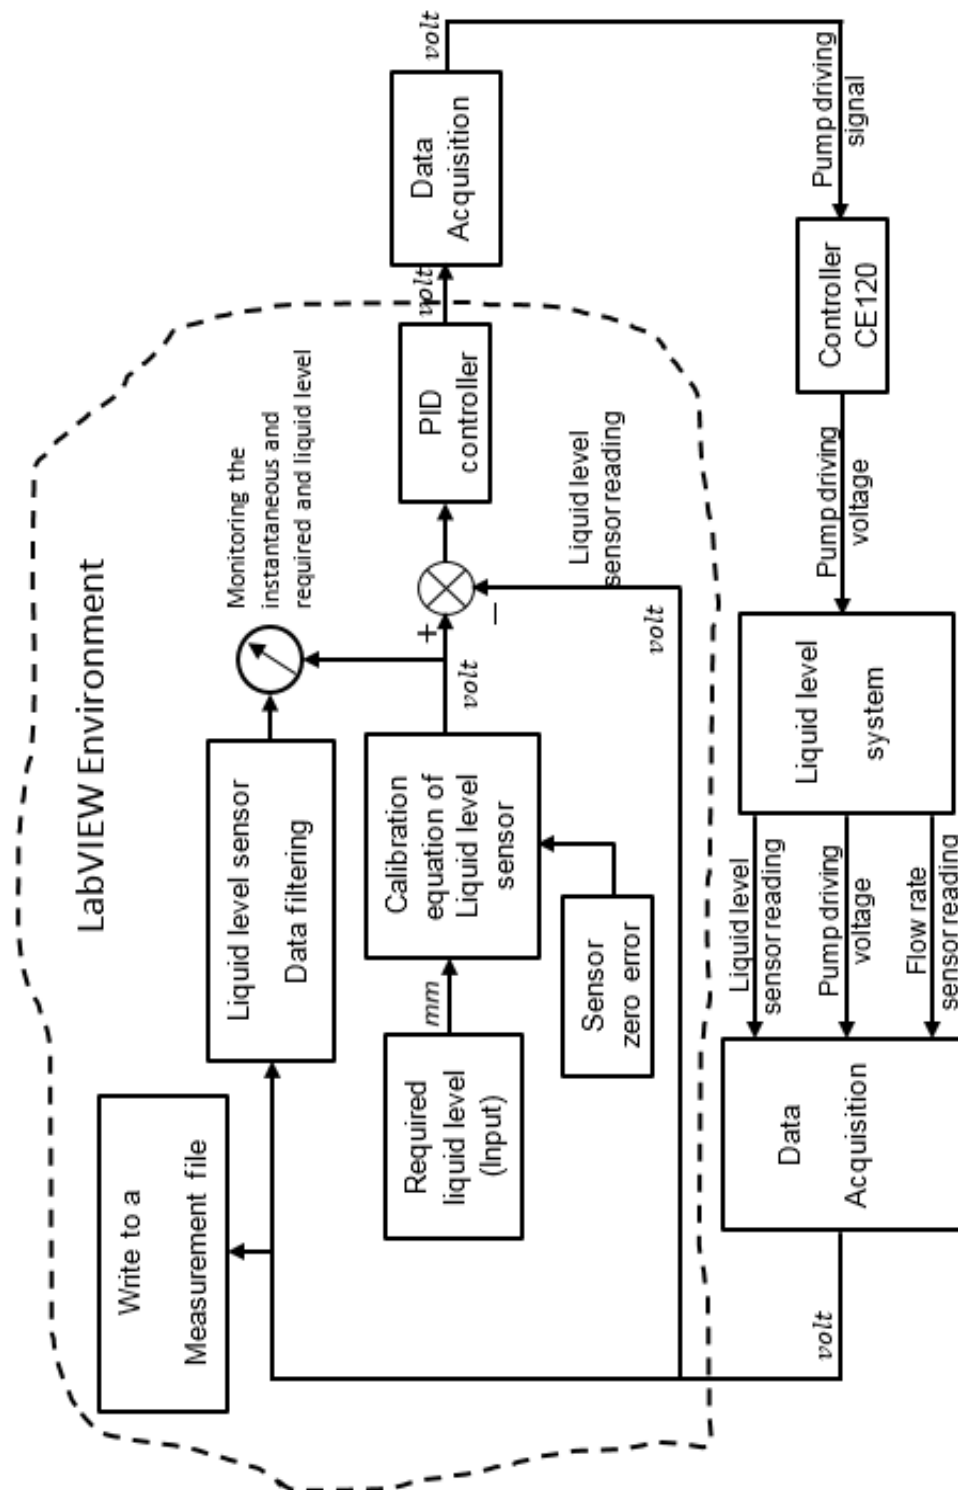 LabVIEW Environment
Write to a
Measurement file
Liquid level sensor
Data filtering
Monitoring the
instantaneous and
required and liquid level
Required
liquid level
(Input)
mm
Calibration
equation of
Liquid level
sensor
volt
+
−
PID
controller
volt
Data
Acquisition
volt
Sensor
zero error
Liquid level
sensor reading
volt
Pump driving
signal
Controller
CE120
Pump driving
voltage
Liquid level
system
Liquid level
sensor reading
Pump driving
voltage
Flow rate
sensor reading
Data
Acquisition
volt